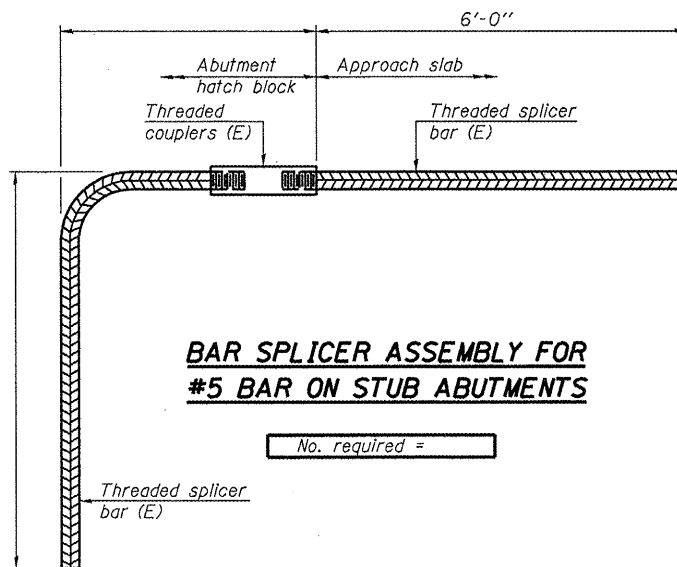 6'-0"
Abutment
hatch block
Approach slab
Threaded
couplers (E)
Threaded splicer
bar (E)
BAR SPLICER ASSEMBLY FOR
#5 BAR ON STUB ABUTMENTS
No. required =
Threaded splicer
bar (E)